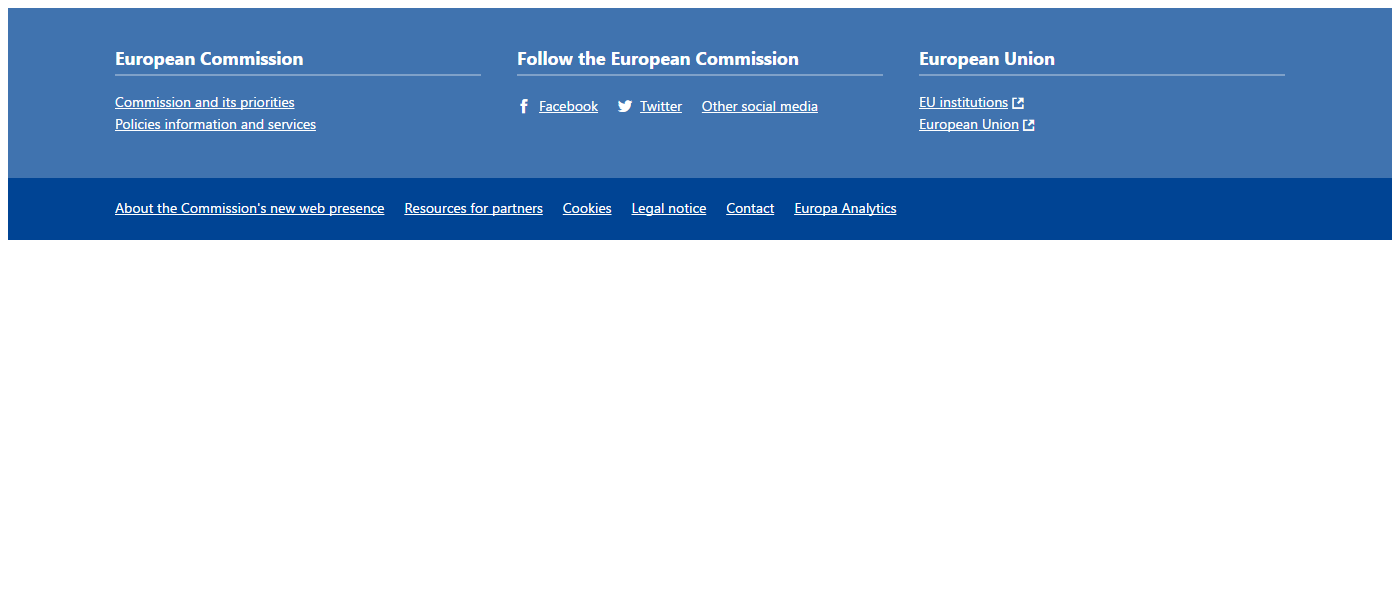 European Commission
Commission and its priorities
Policies information and services
Follow the European Commission
Facebook Twitter Other social media
European Union
EU institutions
European Union
About the Commission's new web presence Resources for partners Cookies Legal notice Contact Europa Analytics